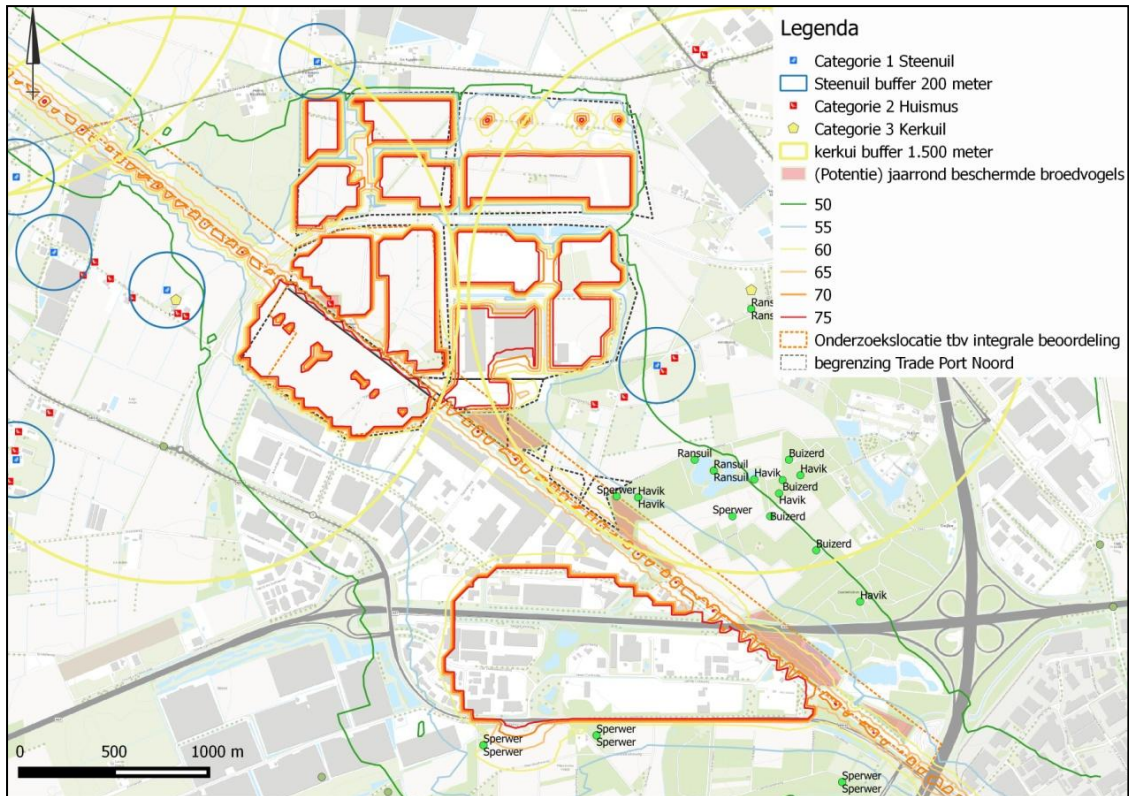 Legenda
Categorie 1 Steenuil
Steenuil buffer 200 meter
Categorie 2 Huismus
Categorie 3 Kerkuil
kerkui buffer 1.500 meter
(Potentie) jaarrond beschermde broedvogels
50
55
60
65
70
75
Onderzoekslocatie tbv integrale beoordeling
begrenzing Trade Port Noord
Rans
Rans
Ransuil
Ransuil
Ransuil
Buizerd
Havik
Havik
Buizerd
Havik
Sperwer
Havik
Havik
Sperwer
Buizerd
Buizerd
Havik
Sperwer
Sperwer
Sperwer
Sperwer
Sperwer
Sperwer
0 500 1000 m